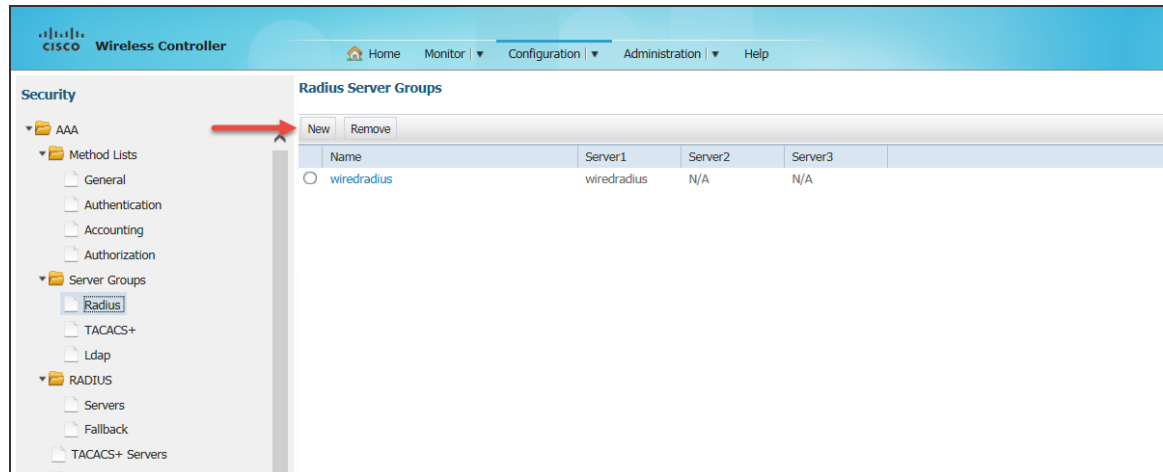 CISCO Wireless Controller
Home Monitor Configuration Administration Help
Security
AAA
Method Lists
General
Authentication
Accounting
Authorization
Server Groups
Radius
TACACS+
Ldap
RADIUS
Servers
Fallback
TACACS+ Servers
Radius Server Groups
New Remove
Name Server1 Server2 Server3
wiredradius wiredradius N/A N/A